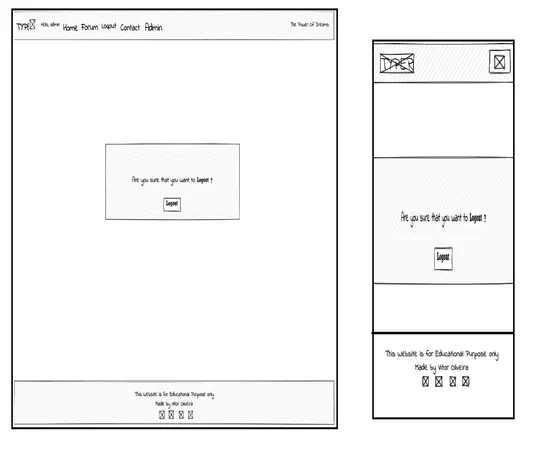 TYPE
Hello, admin
Home Forum Logout Contact Admin
The Power of Dreams
Are you sure that you want to Logout ?
Logout
This website is for Educational Purpose only
Made by Vitor Oliveira
Are you sure that you want to Logout ?
Logout
This website is for Educational Purpose only
Made by Vitor Oliveira